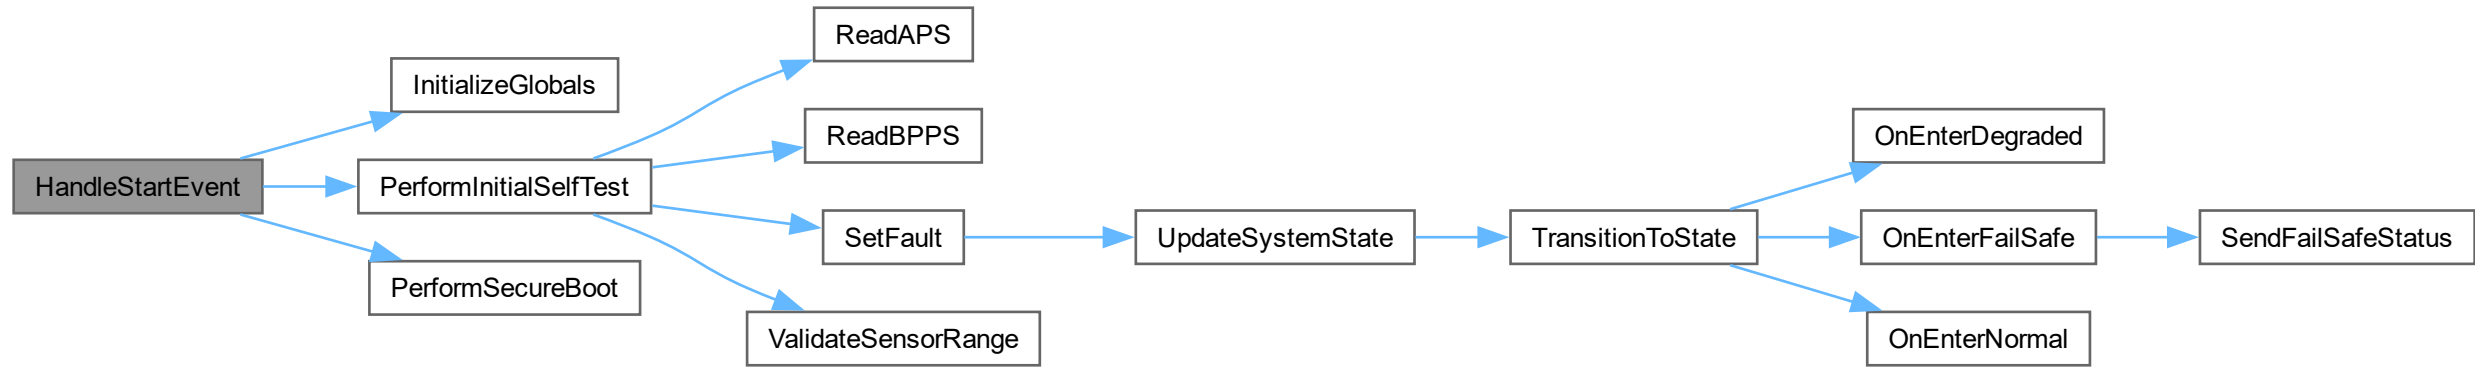 HandleStartEvent
InitializeGlobals
PerformInitialSelfTest
PerformSecureBoot
ReadAPS
ReadBPPS
SetFault
ValidateSensorRange
UpdateSystemState
TransitionToState
OnEnterDegraded
OnEnterFailSafe
OnEnterNormal
SendFailSafeStatus